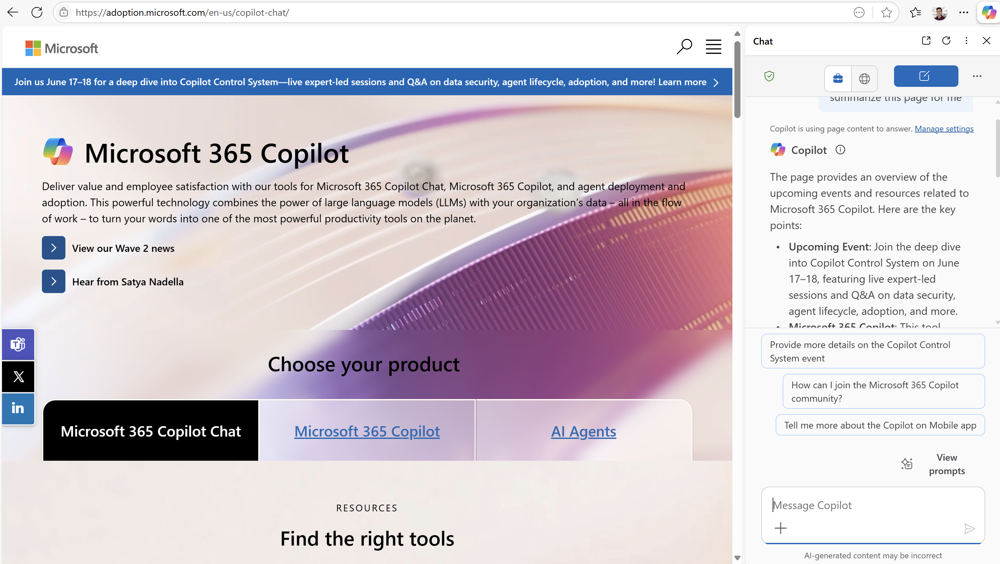 https://adoption.microsoft.com/en-us/copilot-chat/
Microsoft
Join us June 17–18 for a deep dive into Copilot Control System—live expert-led sessions and Q&A on data security, agent lifecycle, adoption, and more! Learn more
Microsoft 365 Copilot
Deliver value and employee satisfaction with our tools for Microsoft 365 Copilot Chat, Microsoft 365 Copilot, and agent deployment and
adoption. This powerful technology combines the power of large language models (LLMs) with your organization’s data – all in the flow
of work – to turn your words into one of the most powerful productivity tools on the planet.
View our Wave 2 news
Hear from Satya Nadella
Choose your product
Microsoft 365 Copilot Chat
Microsoft 365 Copilot
AI Agents
RESOURCES
Find the right tools
Chat
summarize this page for me
Copilot is using page content to answer. Manage settings
Copilot
The page provides an overview of the
upcoming events and resources related to
Microsoft 365 Copilot. Here are the key
points:
• Upcoming Event: Join the deep dive
into Copilot Control System on June
17–18, featuring live expert-led
sessions and Q&A on data security,
agent lifecycle, adoption, and more.
• Microsoft 365 Copilot: This tool
Provide more details on the Copilot Control
System event
How can I join the Microsoft 365 Copilot
community?
Tell me more about the Copilot on Mobile app
View
prompts
Message Copilot
AI-generated content may be incorrect